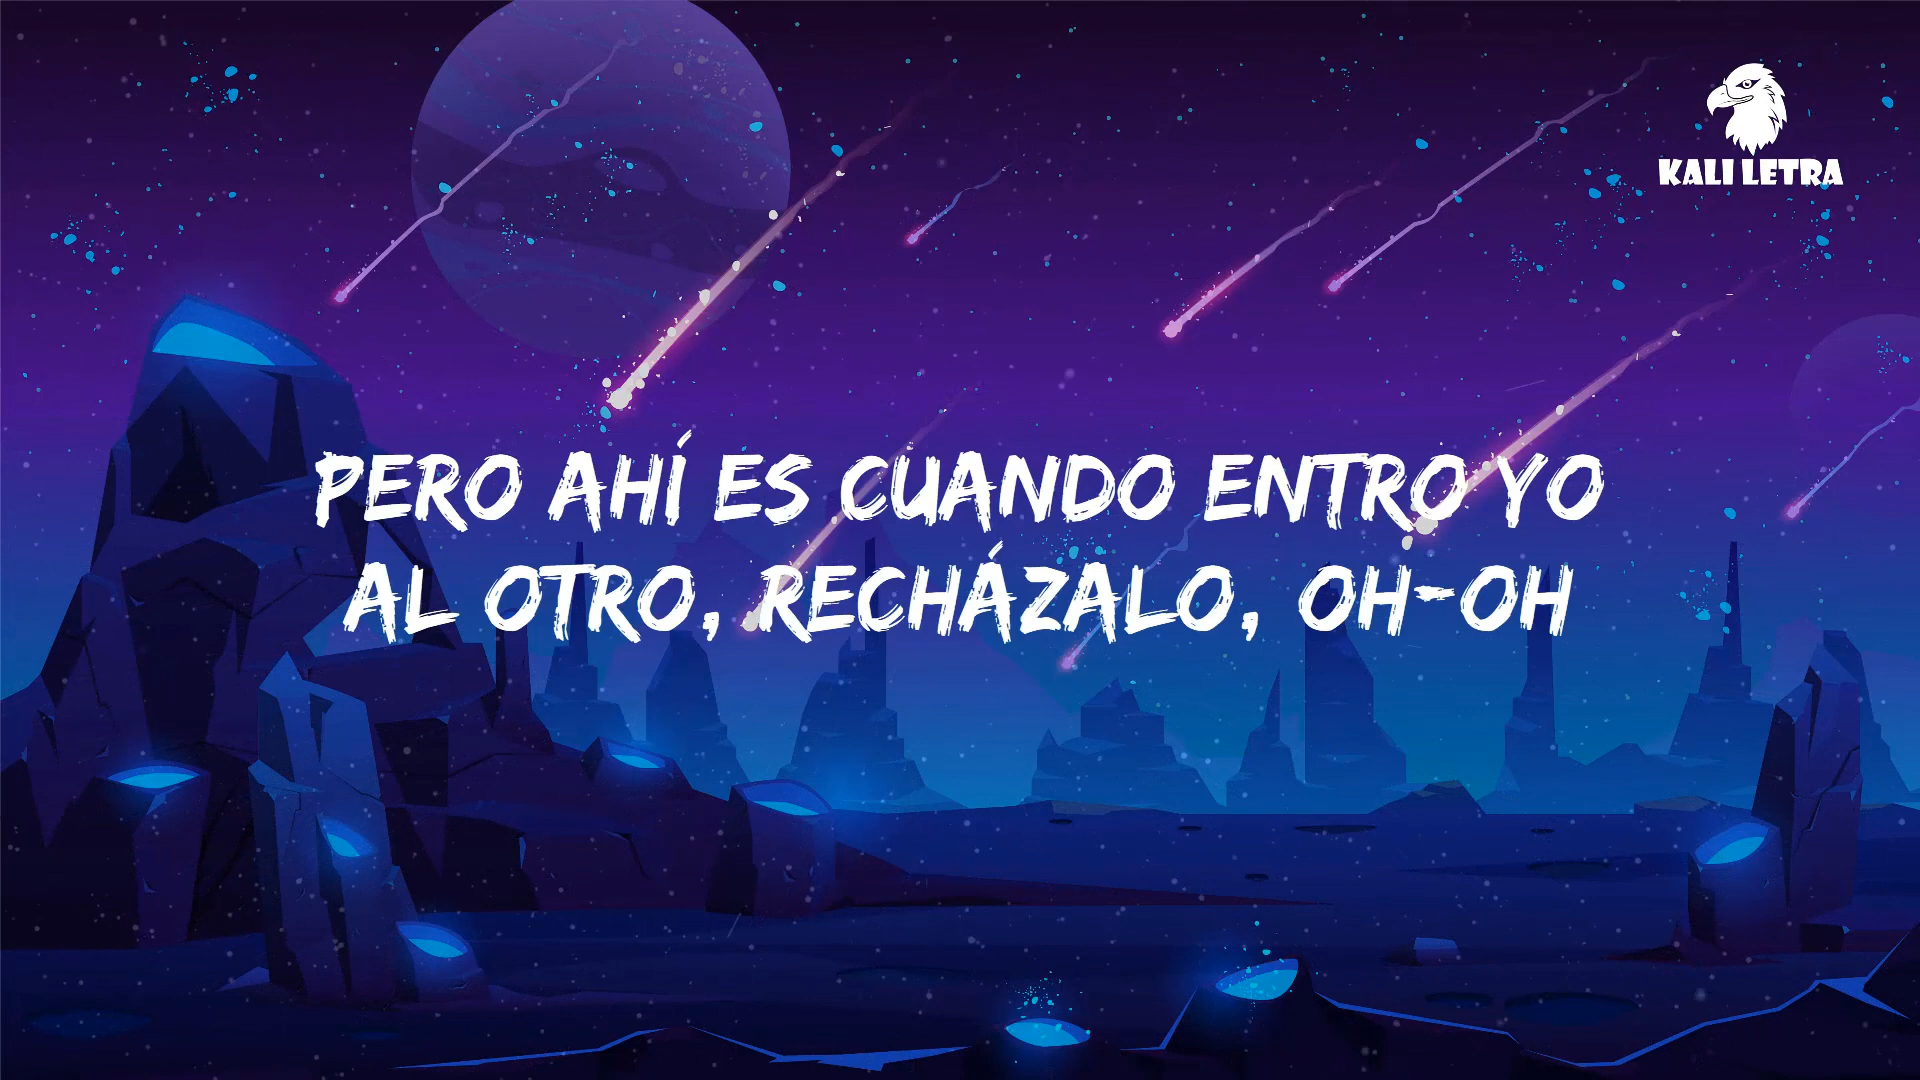 KALI LETRA
PERO AHÍ ES CUANDO ENTRO YO
AL OTRO, RECHÁZALO, OH-OH